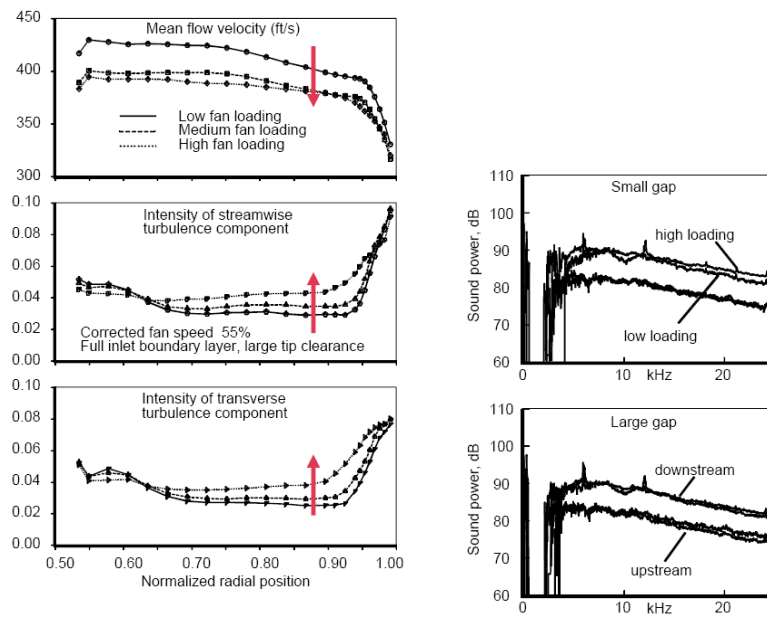 450
Mean flow velocity (ft/s)
400
350
Low fan loading
Medium fan loading
High fan loading
300
0.10
Intensity of streamwise
turbulence component
0.08
0.06
0.04
0.02
Corrected fan speed 55%
Full inlet boundary layer, large tip clearance
0.00
0.10
Intensity of transverse
turbulence component
0.08
0.06
0.04
0.02
0.00
0.50 0.60 0.70 0.80 0.90 1.00
Normalized radial position
110
Small gap
100
high loading
90
80
low loading
70
60
Sound power, dB
0 10 kHz 20
110
Large gap
100
downstream
90
80
upstream
70
60
Sound power, dB
0 10 kHz 20